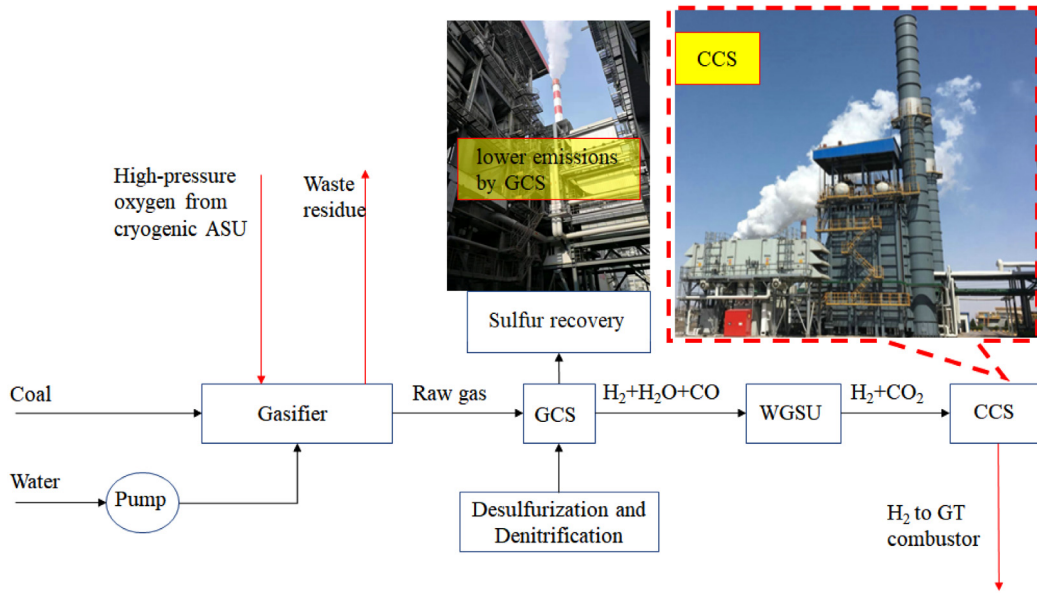 CCS
lower emissions
by GCS
High-pressure
oxygen from
cryogenic ASU
Waste
residue
Sulfur recovery
Coal
Gasifier
Raw gas
GCS
H₂+H₂O+CO
WGSU
H₂+CO₂
CCS
Water
Pump
Desulfurization and
Denitrification
H₂ to GT
combustor